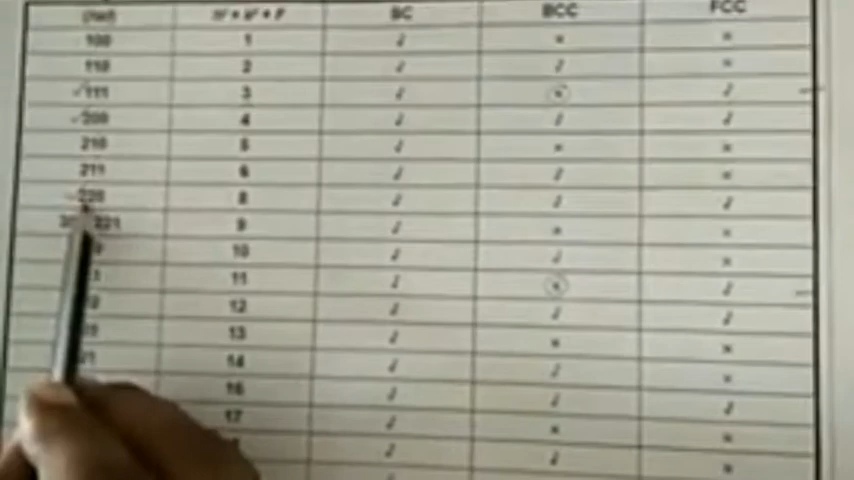 (hkl) h² + k² + l² SC BCC FCC
100 1 ✓ × ×
110 2 ✓ ✓ ×
✓111 3 ✓ × ✓
✓200 4 ✓ ✓ ✓
210 5 ✓ × ×
211 6 ✓ ✓ ×
220 8 ✓ ✓ ✓
221 9 ✓ × ×
10 ✓ ✓ ×
11 ✓ × ✓
12 ✓ ✓ ✓
13 ✓ × ×
14 ✓ ✓ ×
16 ✓ ✓ ✓
17 ✓ × ×
✓ ✓ ×